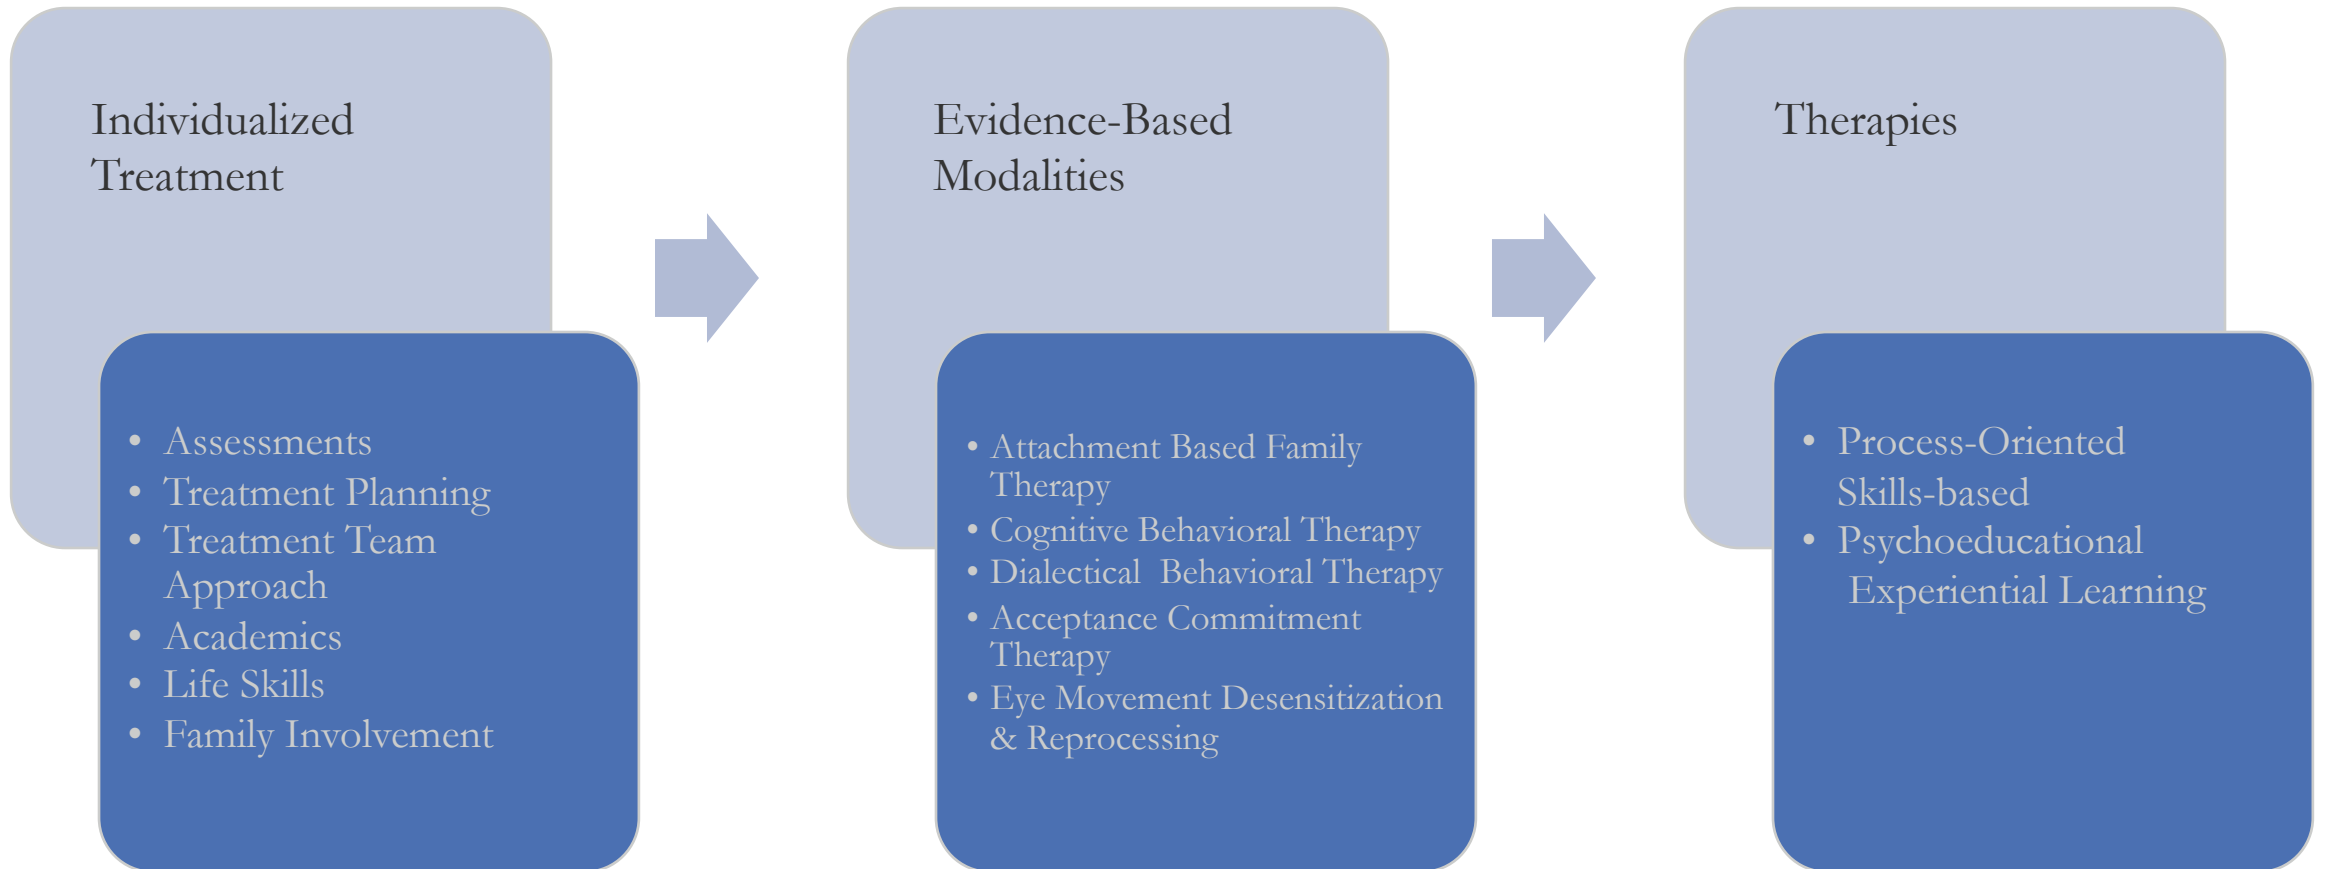 Individualized
Treatment
• Assessments
• Treatment Planning
• Treatment Team
Approach
• Academics
• Life Skills
• Family Involvement
Evidence-Based
Modalities
• Attachment Based Family
Therapy
• Cognitive Behavioral Therapy
• Dialectical  Behavioral Therapy
• Acceptance Commitment
Therapy
• Eye Movement Desensitization
& Reprocessing
Therapies
• Process-Oriented
Skills-based
• Psychoeducational
Experiential Learning